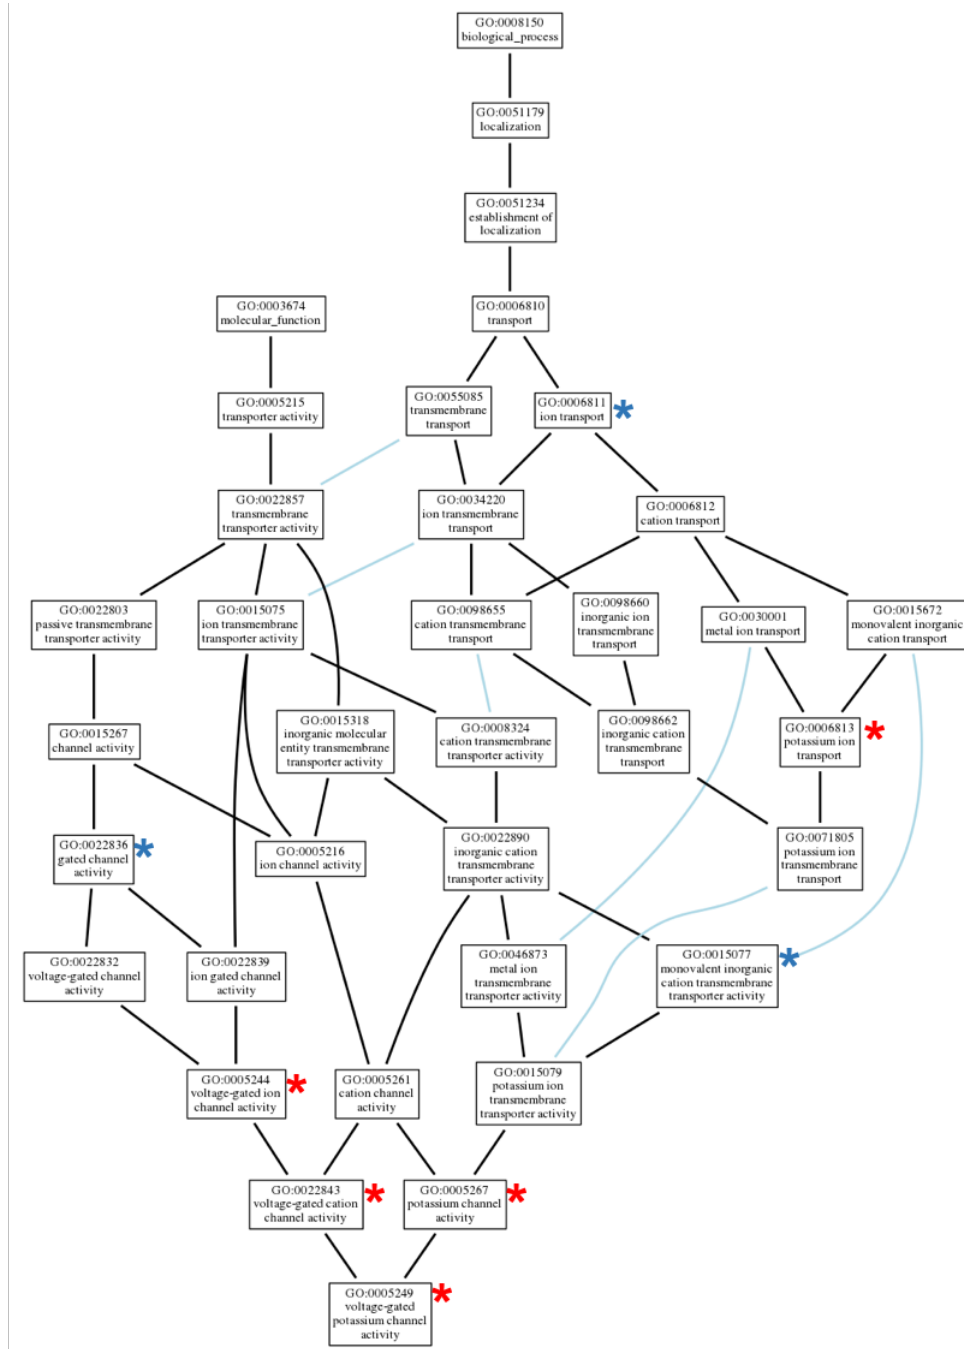 GO:0008150
biological_process
GO:0051179
localization
GO:0051234
establishment of
localization
GO:0003674
molecular_function
GO:0006810
transport
GO:0005215
transporter activity
GO:0055085
transmembrane
transport
GO:0006811
ion transport
GO:0022857
transmembrane
transporter activity
GO:0034220
ion transmembrane
transport
GO:0006812
cation transport
GO:0022803
passive transmembrane
transporter activity
GO:0015075
ion transmembrane
transporter activity
GO:0098655
cation transmembrane
transport
GO:0098660
inorganic ion
transmembrane
transport
GO:0030001
metal ion transport
GO:0015672
monovalent inorganic
cation transport
GO:0015267
channel activity
GO:0015318
inorganic molecular
entity transmembrane
transporter activity
GO:0008324
cation transmembrane
transporter activity
GO:0098662
inorganic cation
transmembrane
transport
GO:0006813
potassium ion
transport
GO:0022836
gated channel
activity
GO:0005216
ion channel activity
GO:0022890
inorganic cation
transmembrane
transporter activity
GO:0071805
potassium ion
transmembrane
transport
GO:0022832
voltage-gated channel
activity
GO:0022839
ion gated channel
activity
GO:0046873
metal ion
transmembrane
transporter activity
GO:0015077
monovalent inorganic
cation transmembrane
transporter activity
GO:0005244
voltage-gated ion
channel activity
GO:0005261
cation channel
activity
GO:0015079
potassium ion
transmembrane
transporter activity
GO:0022843
voltage-gated cation
channel activity
GO:0005267
potassium channel
activity
GO:0005249
voltage-gated
potassium channel
activity